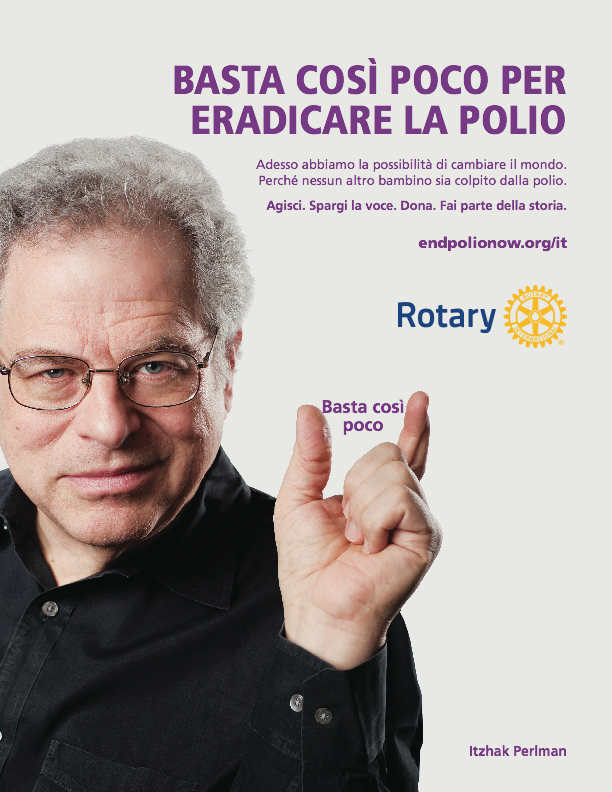 BASTA COSÌ POCO PER
ERADICARE LA POLIO
Adesso abbiamo la possibilità di cambiare il mondo.
Perché nessun altro bambino sia colpito dalla polio.
Agisci. Spargi la voce. Dona. Fai parte della storia.
endpolionow.org/it
Rotary
ROTARY
INTERNATIONAL
®
Basta così
poco
Itzhak Perlman